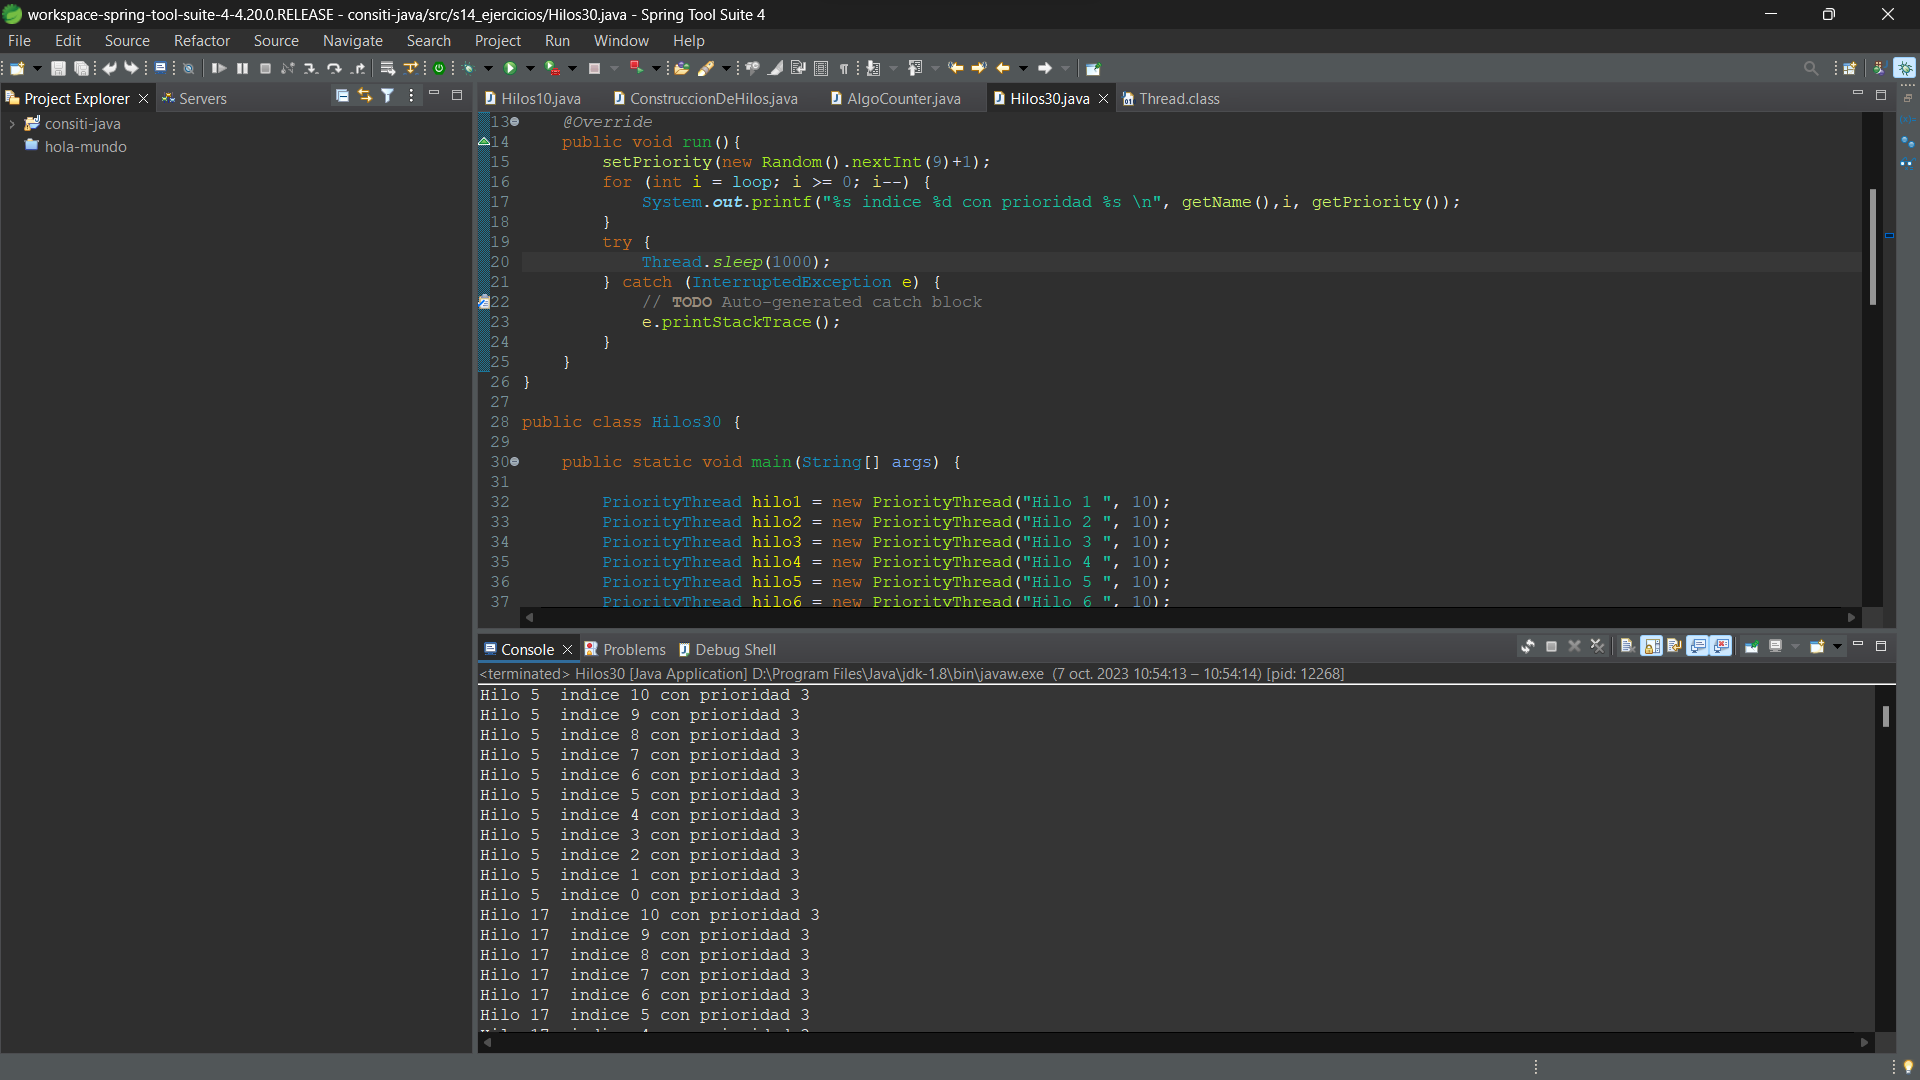 workspace-spring-tool-suite-4-4.20.0.RELEASE - consiti-java/src/s14_ejercicios/Hilos30.java - Spring Tool Suite 4
File Edit Source Refactor Source Navigate Search Project Run Window Help
Project Explorer Servers
consiti-java
hola-mundo
Hilos10.java ConstruccionDeHilos.java AlgoCounter.java Hilos30.java Thread.class
13 @Override
14 public void run(){
15 setPriority(new Random().nextInt(9)+1);
16 for (int i = loop; i >= 0; i--) {
17 System.out.printf("%s indice %d con prioridad %s \n", getName(),i, getPriority());
18 }
19 try {
20 Thread.sleep(1000);
21 } catch (InterruptedException e) {
22 // TODO Auto-generated catch block
23 e.printStackTrace();
24 }
25 }
26 }
27
28 public class Hilos30 {
29
30 public static void main(String[] args) {
31
32 PriorityThread hilo1 = new PriorityThread("Hilo 1 ", 10);
33 PriorityThread hilo2 = new PriorityThread("Hilo 2 ", 10);
34 PriorityThread hilo3 = new PriorityThread("Hilo 3 ", 10);
35 PriorityThread hilo4 = new PriorityThread("Hilo 4 ", 10);
36 PriorityThread hilo5 = new PriorityThread("Hilo 5 ", 10);
37 PriorityThread hilo6 = new PriorityThread("Hilo 6 ", 10);
Console Problems Debug Shell
<terminated> Hilos30 [Java Application] D:\Program Files\Java\jdk-1.8\bin\javaw.exe (7 oct. 2023 10:54:13 – 10:54:14) [pid: 12268]
Hilo 5  indice 10 con prioridad 3
Hilo 5  indice 9 con prioridad 3
Hilo 5  indice 8 con prioridad 3
Hilo 5  indice 7 con prioridad 3
Hilo 5  indice 6 con prioridad 3
Hilo 5  indice 5 con prioridad 3
Hilo 5  indice 4 con prioridad 3
Hilo 5  indice 3 con prioridad 3
Hilo 5  indice 2 con prioridad 3
Hilo 5  indice 1 con prioridad 3
Hilo 5  indice 0 con prioridad 3
Hilo 17  indice 10 con prioridad 3
Hilo 17  indice 9 con prioridad 3
Hilo 17  indice 8 con prioridad 3
Hilo 17  indice 7 con prioridad 3
Hilo 17  indice 6 con prioridad 3
Hilo 17  indice 5 con prioridad 3